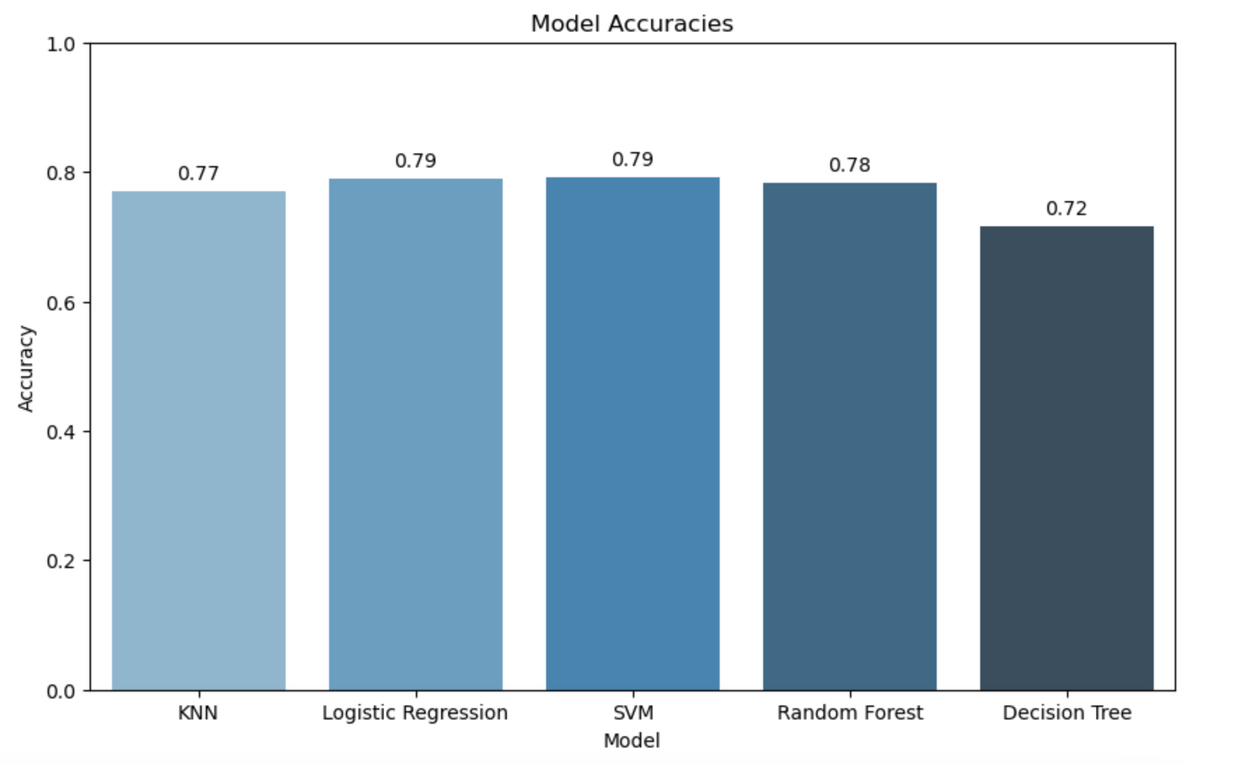 Model Accuracies
1.0
0.8
0.6
0.4
0.2
0.0
Accuracy
0.77
0.79
0.79
0.78
0.72
KNN
Logistic Regression
SVM
Random Forest
Decision Tree
Model